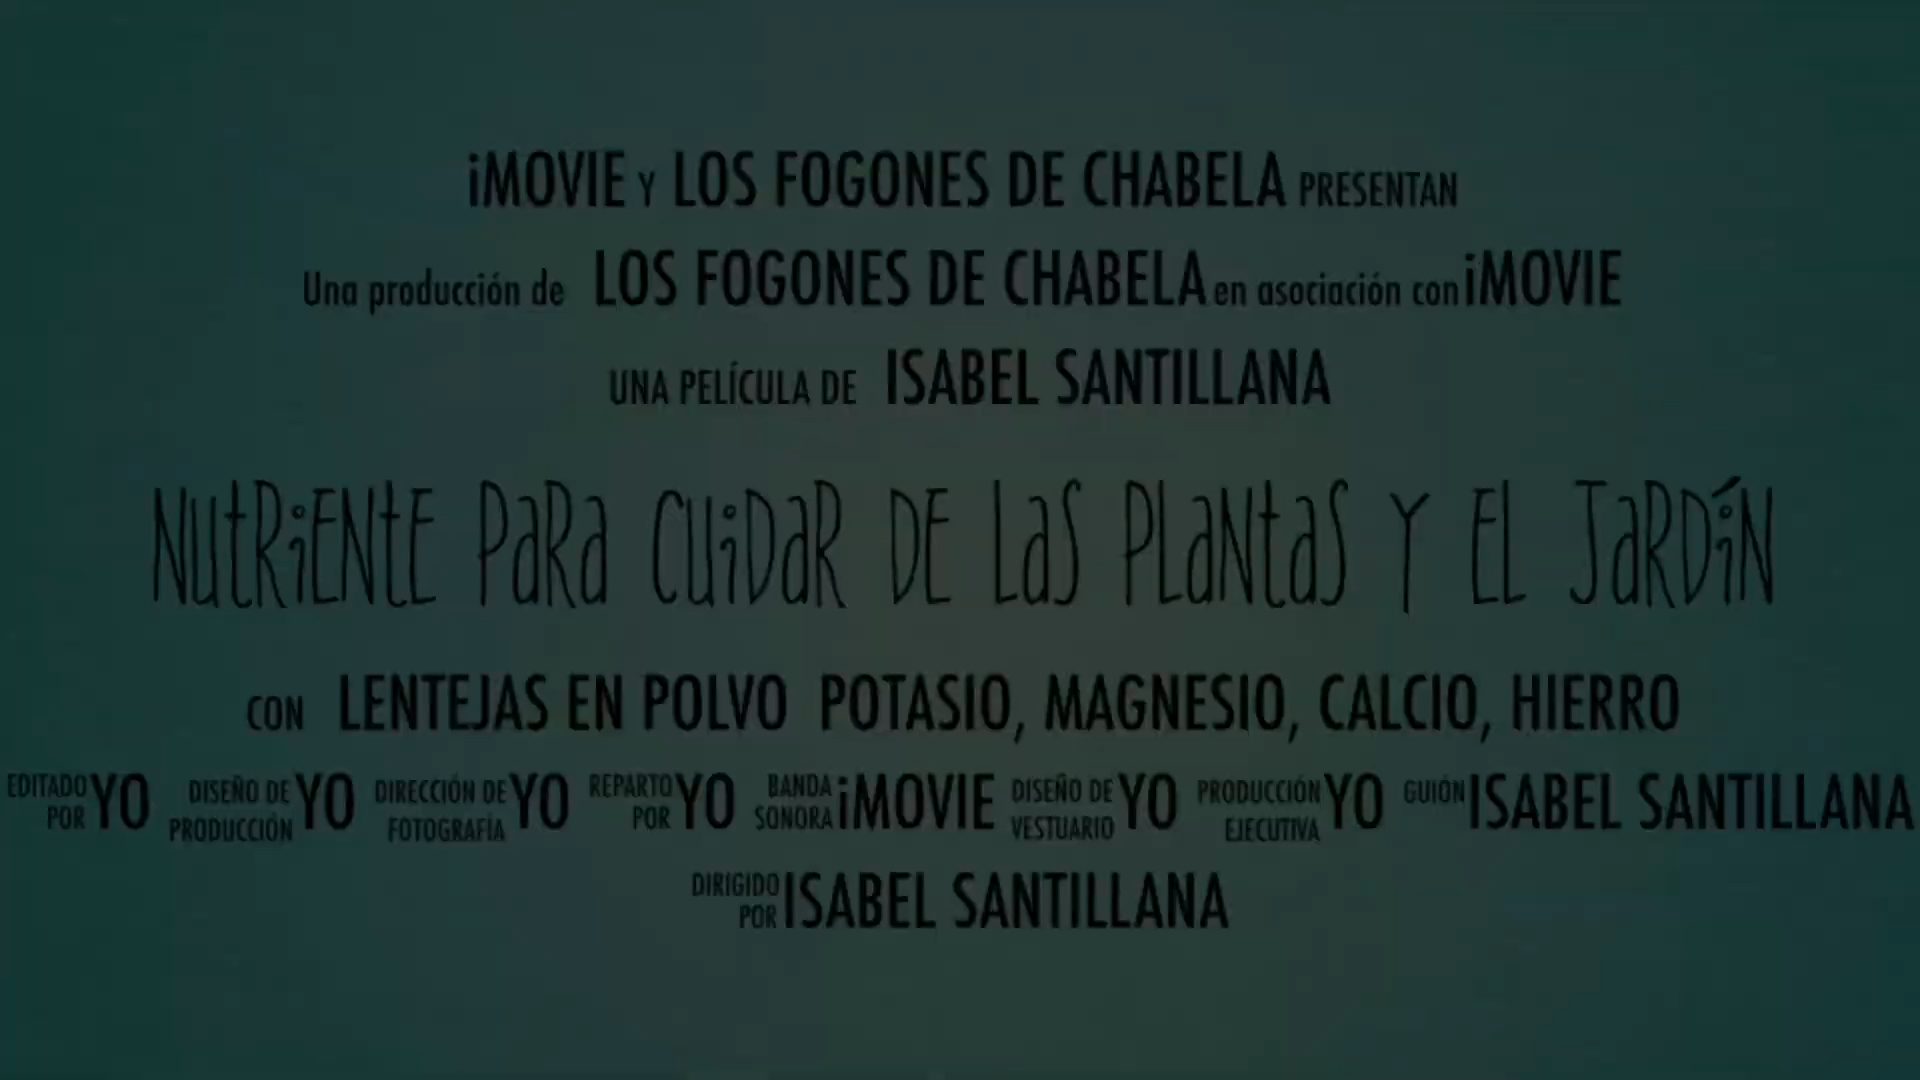 iMOVIE Y LOS FOGONES DE CHABELA PRESENTAN
Una producción de LOS FOGONES DE CHABELA en asociación con iMOVIE
UNA PELÍCULA DE ISABEL SANTILLANA
NUtRiENtE PaRa CUiDaR DE LaS PLaNtaS Y EL JaRDíN
CON LENTEJAS EN POLVO POTASIO, MAGNESIO, CALCIO, HIERRO
EDITADO POR YO DISEÑO DE PRODUCCIÓN YO DIRECCIÓN DE FOTOGRAFÍA YO REPARTO POR YO BANDA SONORA iMOVIE DISEÑO DE VESTUARIO YO PRODUCCIÓN EJECUTIVA YO GUIÓN ISABEL SANTILLANA
DIRIGIDO POR ISABEL SANTILLANA